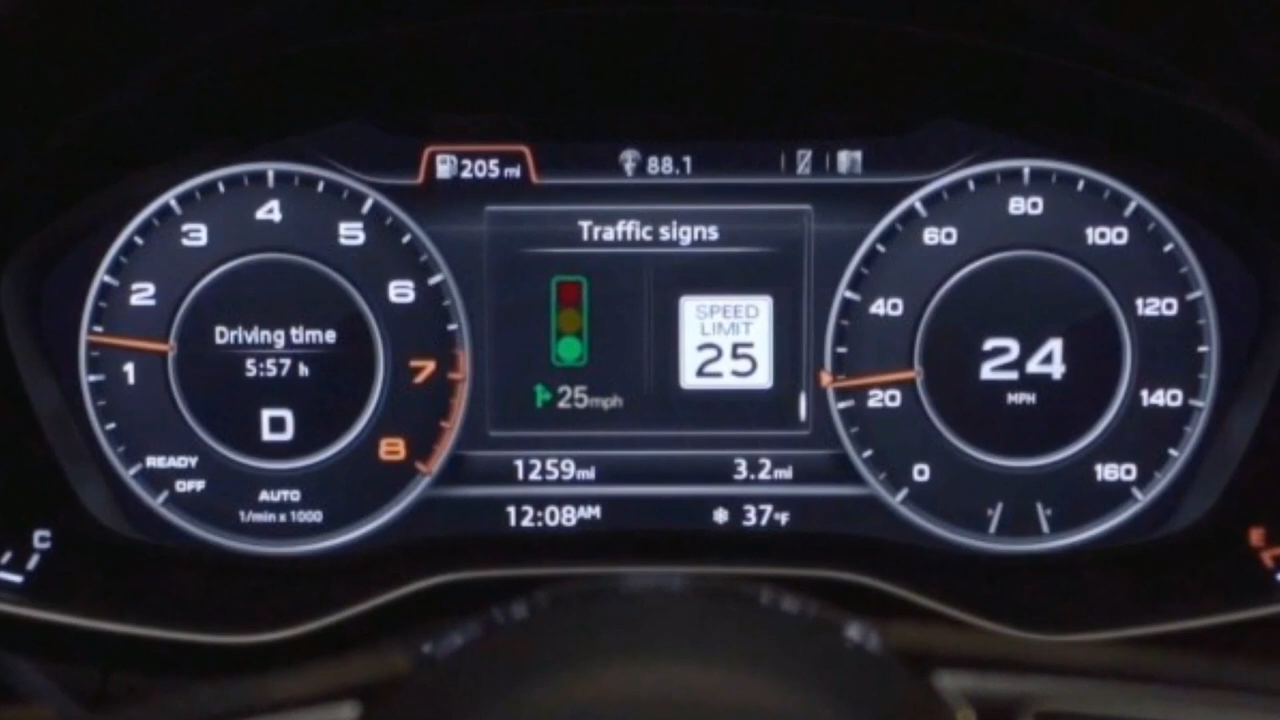 205 mi
88.1
4
3
5
2
6
1
7
8
Driving time
5:57 h
D
READY
OFF
AUTO
1/min x 1000
Traffic signs
25mph
SPEED
LIMIT
25
1259mi
3.2mi
12:08AM
37°F
80
60
100
40
120
20
140
0
160
24
MPH
C
E